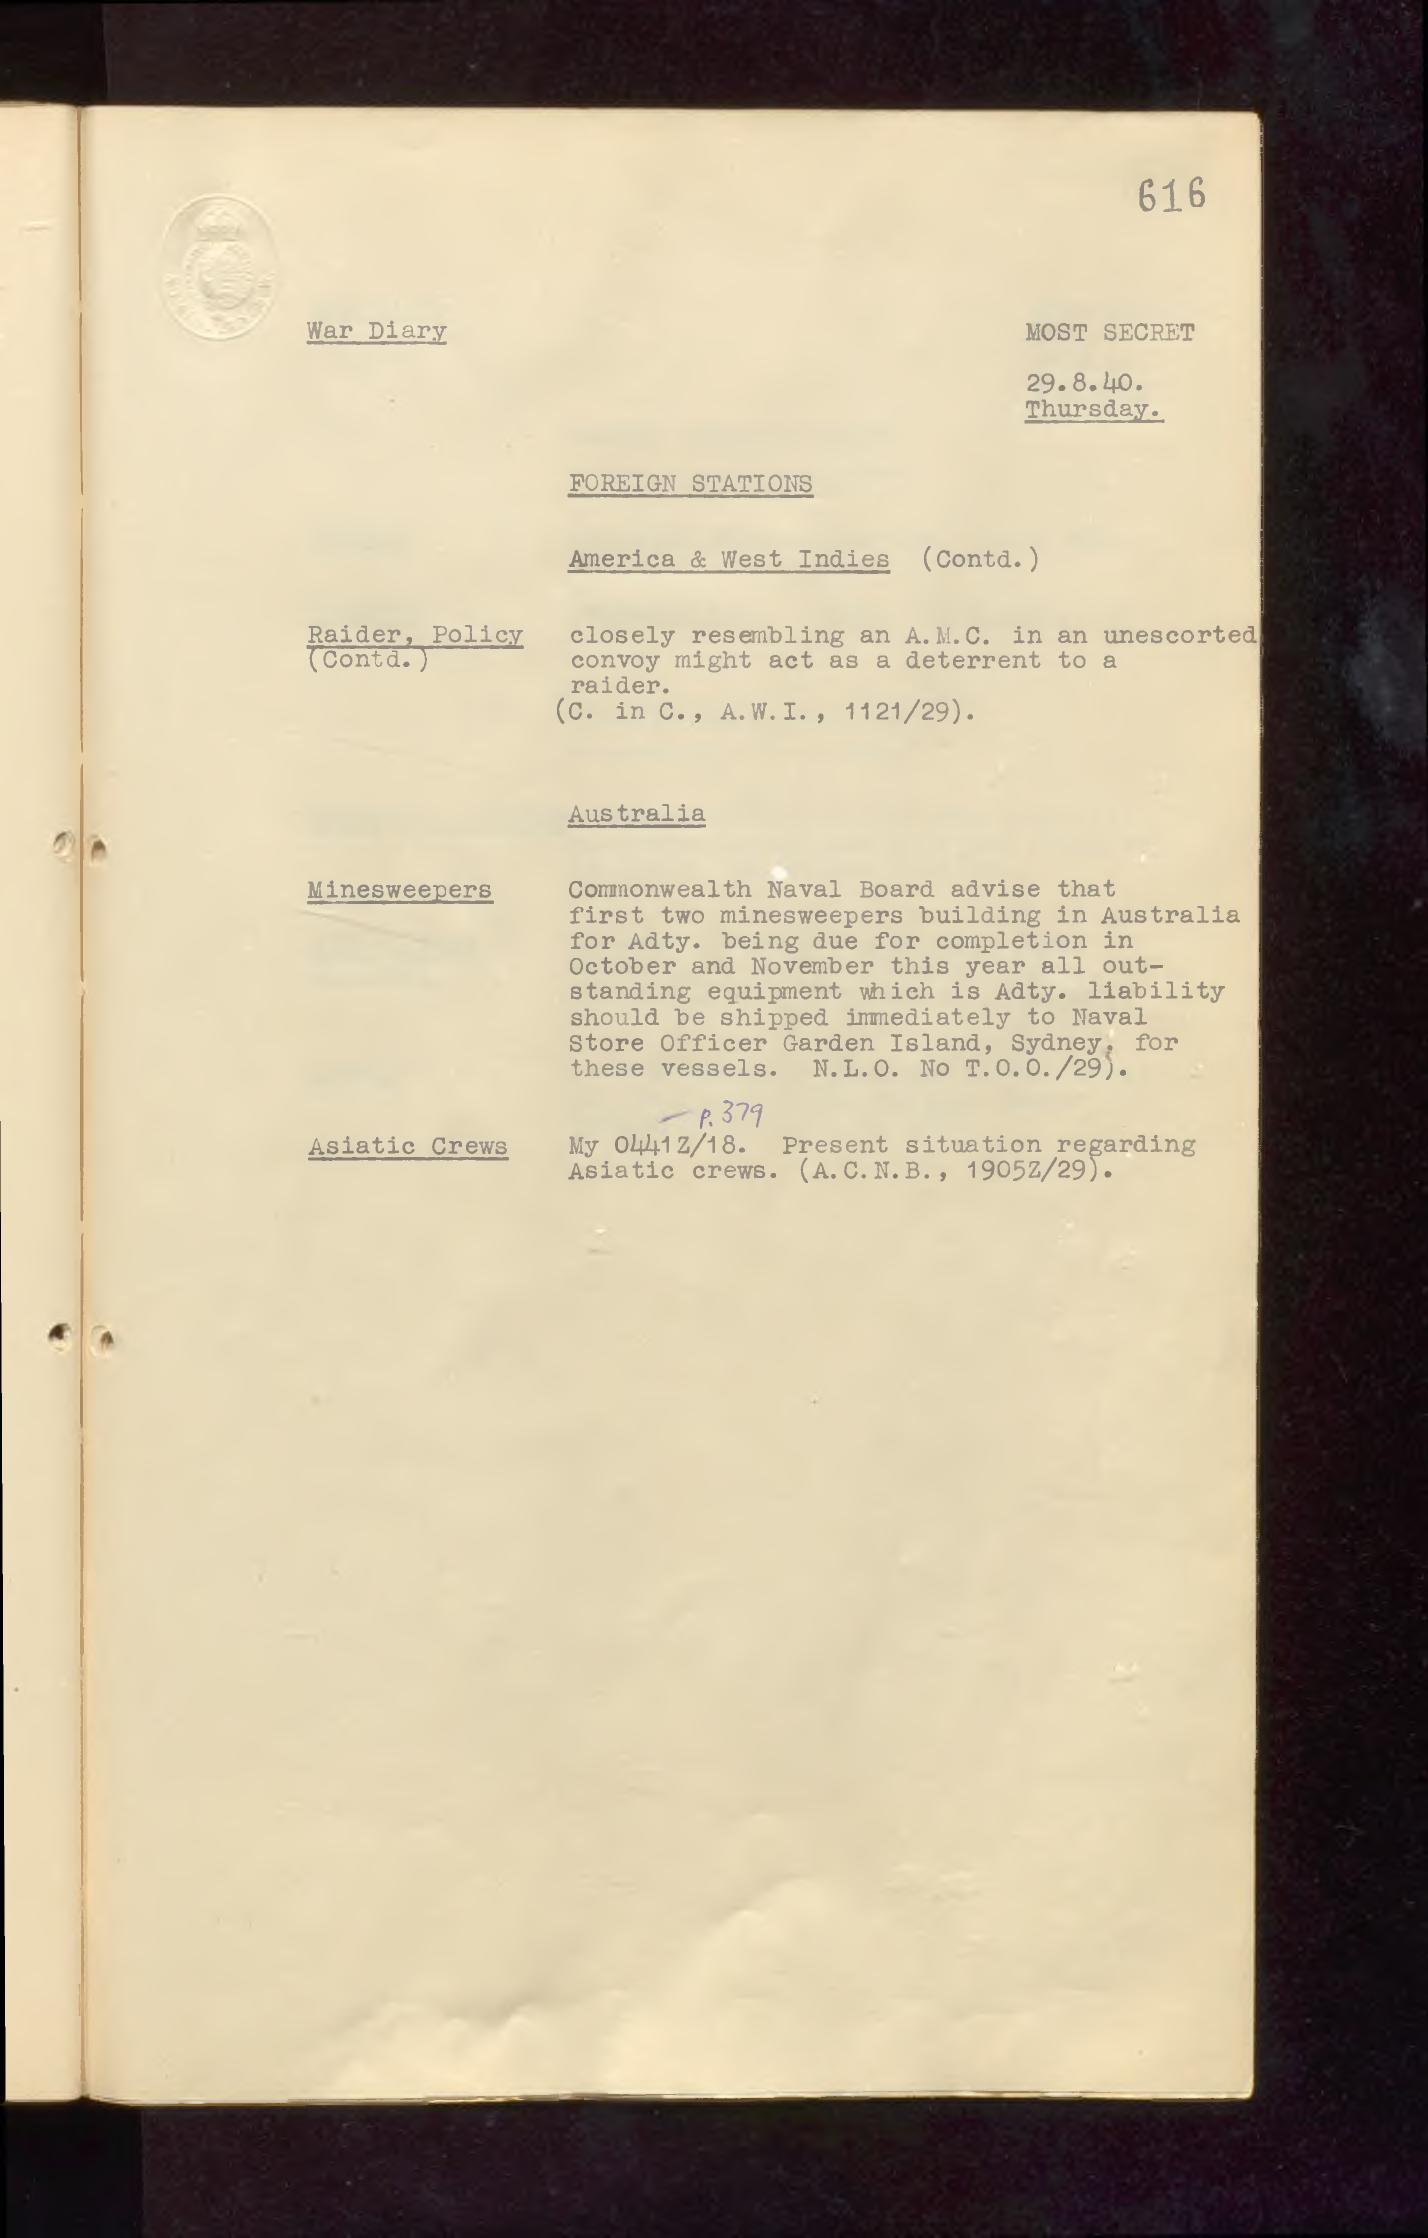 616
War Diary
MOST SECRET
29.8.40.
Thursday.
FOREIGN STATIONS
America & West Indies (Contd.)
Raider, Policy
(Contd.)
closely resembling an A.M.C. in an unescorted
convoy might act as a deterrent to a
raider.
(C. in C., A.W.I., 1121/29).
Australia
Minesweepers
Commonwealth Naval Board advise that
first two minesweepers building in Australia
for Adty. being due for completion in
October and November this year all out-
standing equipment which is Adty. liability
should be shipped immediately to Naval
Store Officer Garden Island, Sydney, for
these vessels. N.L.O. No T.O.O./29).
— p. 379
Asiatic Crews
My 0441Z/18. Present situation regarding
Asiatic crews. (A.C.N.B., 1905Z/29).